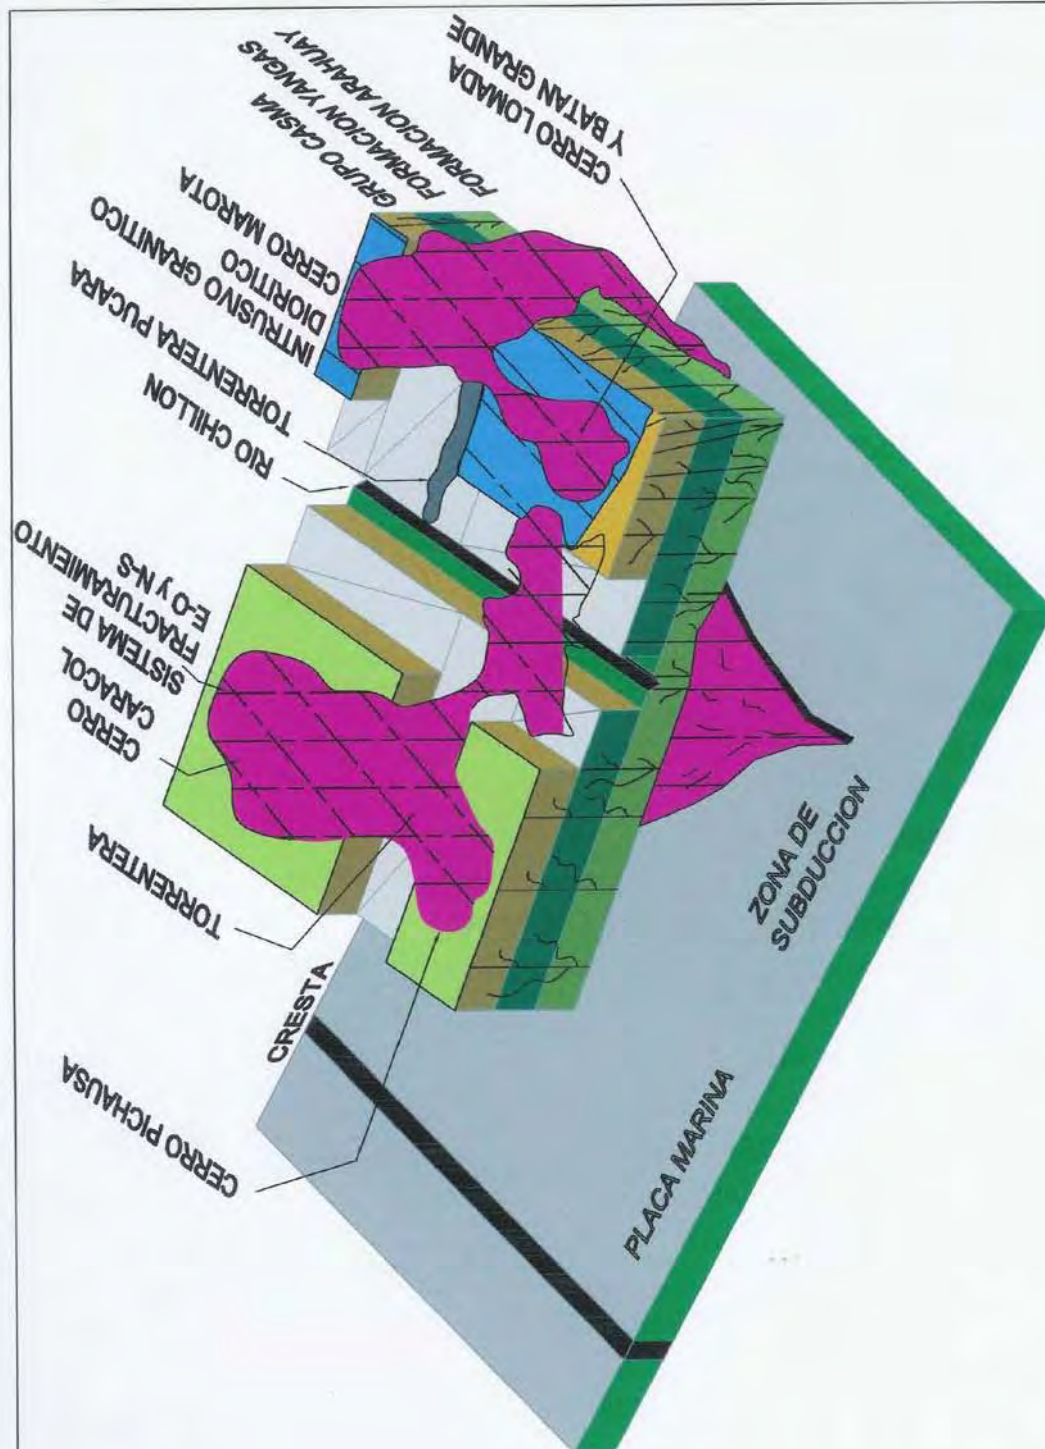 CERRO LOMADA
Y BATAN GRANDE
FORMACION ARAHUAY
FORMACION YANGAS
GRUPO CASMA
CERRO MAROTA
INTRUSIVO GRANITICO
DIORITICO
TORRENTERA PUCARA
RIO CHILLON
SISTEMA DE
FRACTURAMIENTO
E-O y N-S
CERRO
CARACOL
TORRENTERA
CRESTA
CERRO PICHAUSA
ZONA DE
SUBDUCCION
PLACA MARINA